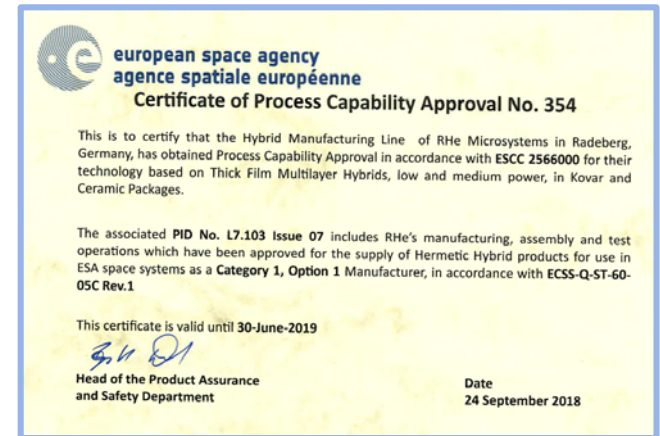 european space agency
agence spatiale européenne
Certificate of Process Capability Approval No. 354
This is to certify that the Hybrid Manufacturing Line of RHe Microsystems in Radeberg,
Germany, has obtained Process Capability Approval in accordance with ESCC 2566000 for their
technology based on Thick Film Multilayer Hybrids, low and medium power, in Kovar and
Ceramic Packages.
The associated PID No. L7.103 Issue 07 includes RHe's manufacturing, assembly and test
operations which have been approved for the supply of Hermetic Hybrid products for use in
ESA space systems as a Category 1, Option 1 Manufacturer, in accordance with ECSS-Q-ST-60-
05C Rev.1
This certificate is valid until 30-June-2019
Head of the Product Assurance
and Safety Department
Date
24 September 2018